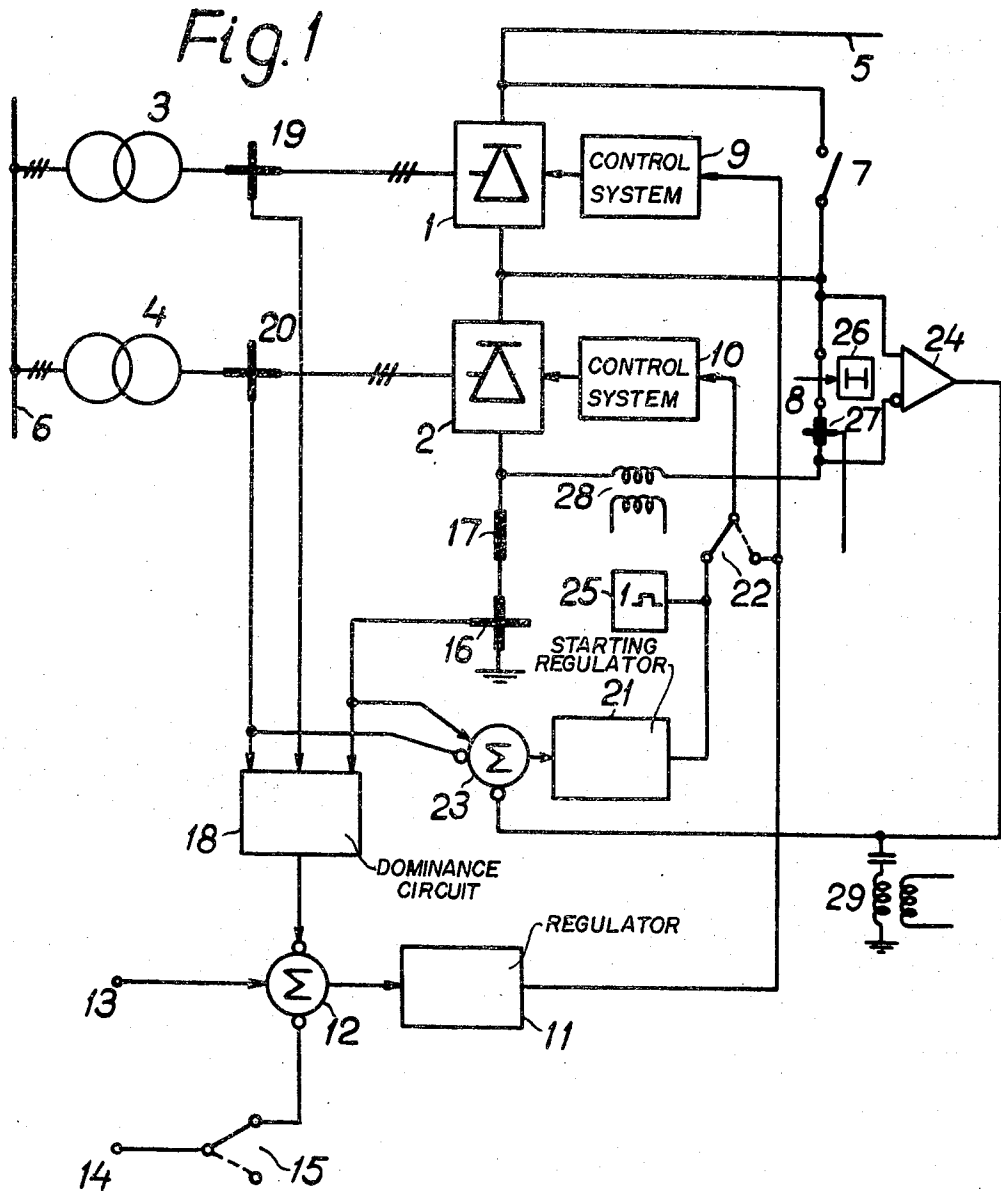 Fig.1
5
3
19
CONTROL
SYSTEM
9
7
1
4
20
CONTROL
SYSTEM
10
26
24
8
27
6
2
28
17
22
25
1
16
STARTING
REGULATOR
21
23
18
DOMINANCE
CIRCUIT
29
REGULATOR
Σ
Σ
13
12
11
14
15